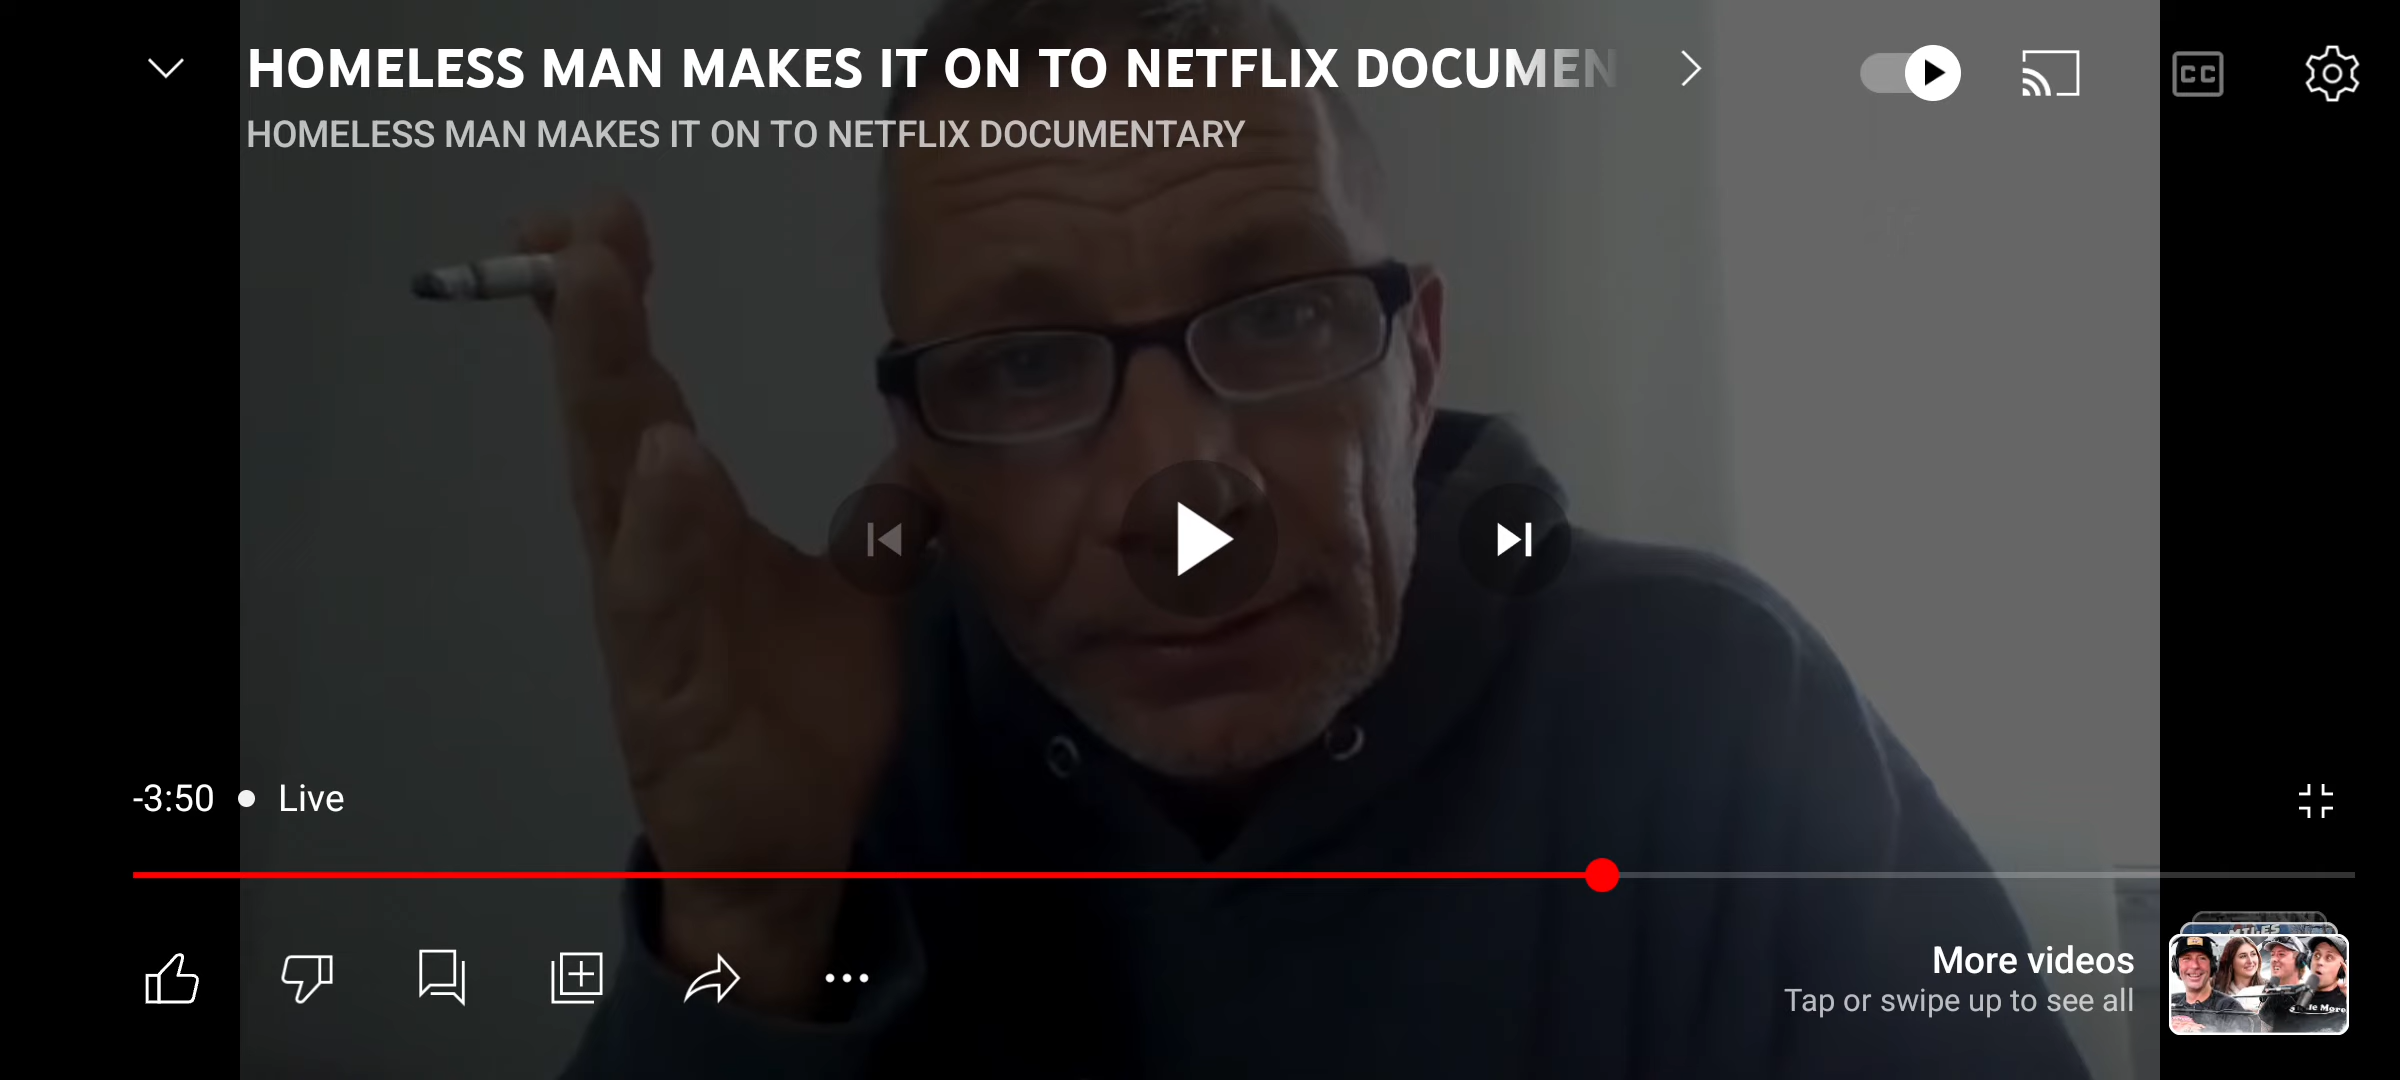 HOMELESS MAN MAKES IT ON TO NETFLIX DOCUMEN
CC
HOMELESS MAN MAKES IT ON TO NETFLIX DOCUMENTARY
-3:50 • Live
More videos
Tap or swipe up to see all